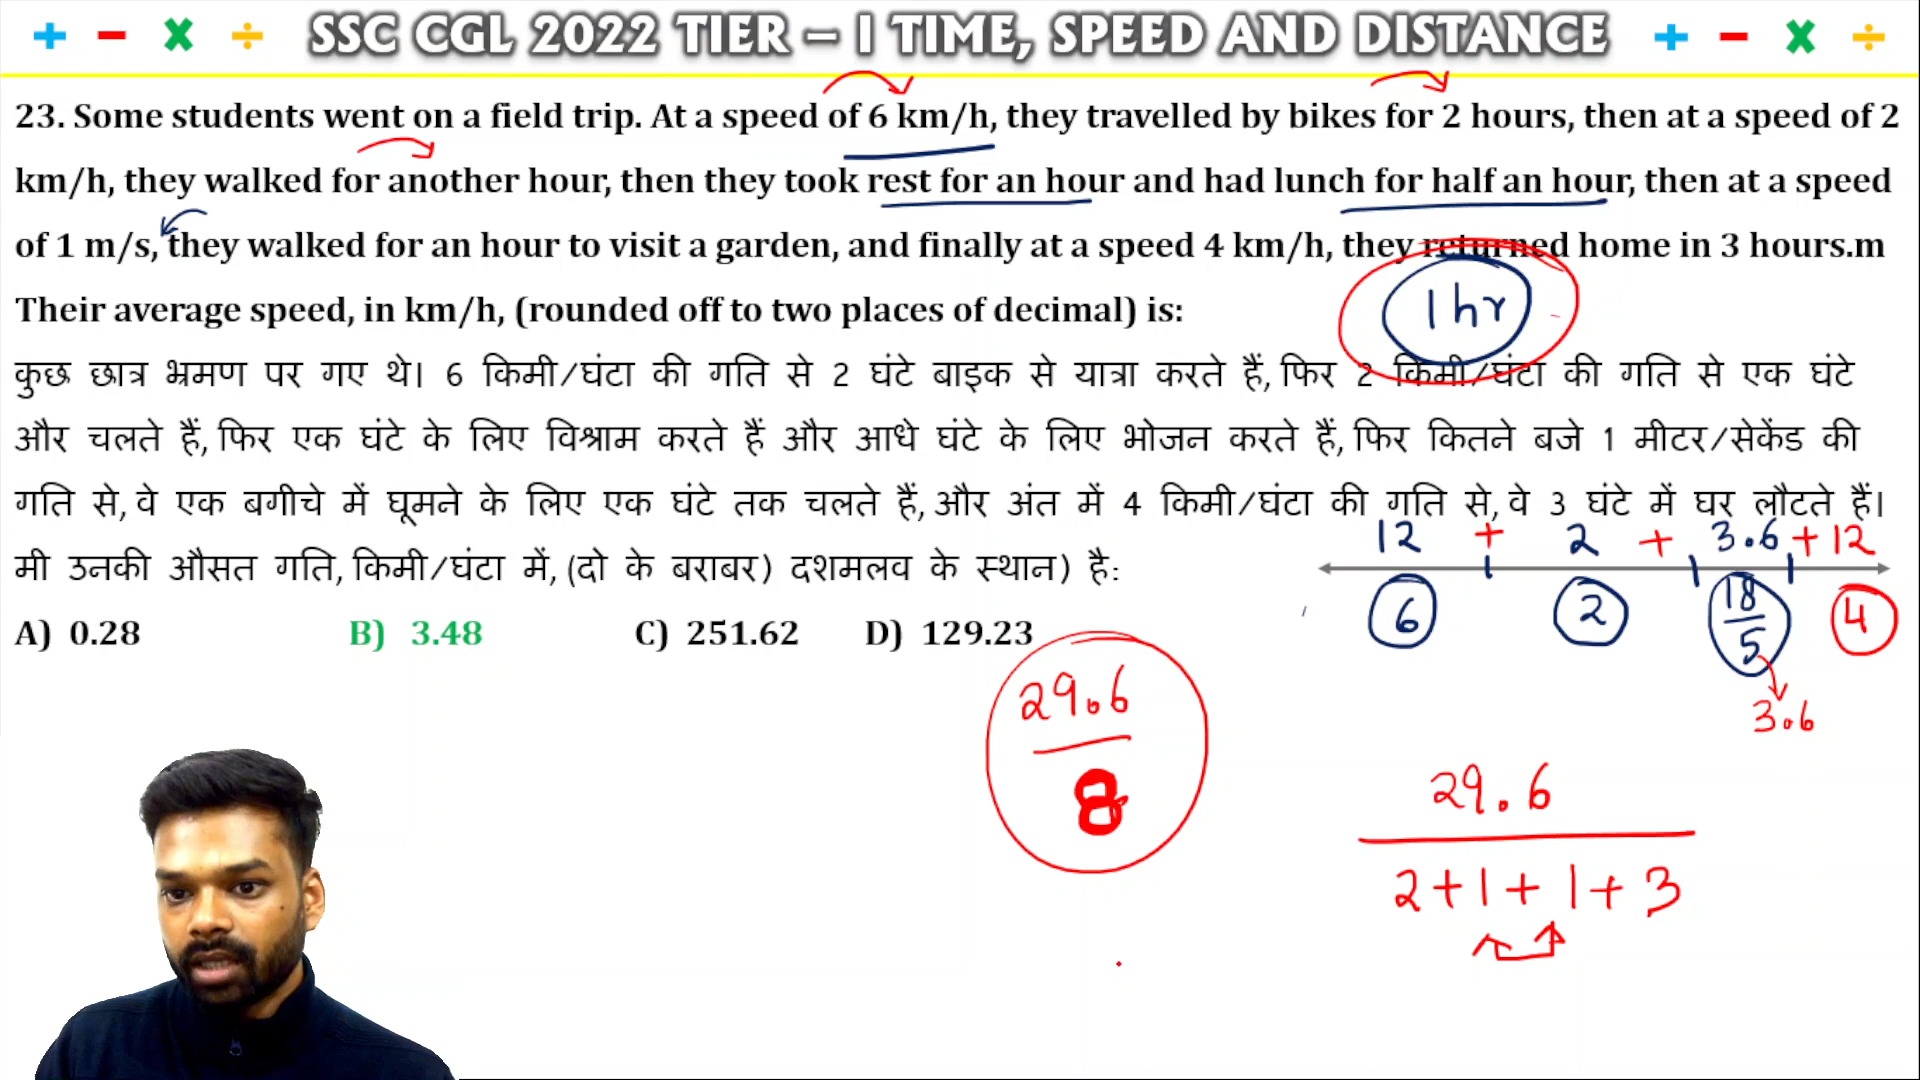 + - × ÷ SSC CGL 2022 TIER – I TIME, SPEED AND DISTANCE + - × ÷
23. Some students went on a field trip. At a speed of 6 km/h, they travelled by bikes for 2 hours, then at a speed of 2
km/h, they walked for another hour, then they took rest for an hour and had lunch for half an hour, then at a speed
of 1 m/s, they walked for an hour to visit a garden, and finally at a speed 4 km/h, they returned home in 3 hours.m
Their average speed, in km/h, (rounded off to two places of decimal) is:
1 hr
कुछ छात्र भ्रमण पर गए थे। 6 किमी/घंटा की गति से 2 घंटे बाइक से यात्रा करते हैं, फिर 2 किमी/घंटा की गति से एक घंटे
और चलते हैं, फिर एक घंटे के लिए विश्राम करते हैं और आधे घंटे के लिए भोजन करते हैं, फिर कितने बजे 1 मीटर/सेकेंड की
गति से, वे एक बगीचे में घूमने के लिए एक घंटे तक चलते हैं, और अंत में 4 किमी/घंटा की गति से, वे 3 घंटे में घर लौटते हैं।
मी उनकी औसत गति, किमी/घंटा में, (दो के बराबर) दशमलव के स्थान) है:
12 + 2 + 3.6 + 12
6 2 18/5 4
3.6
A) 0.28 B) 3.48 C) 251.62 D) 129.23
29.6
8
29.6
2+1+1+3